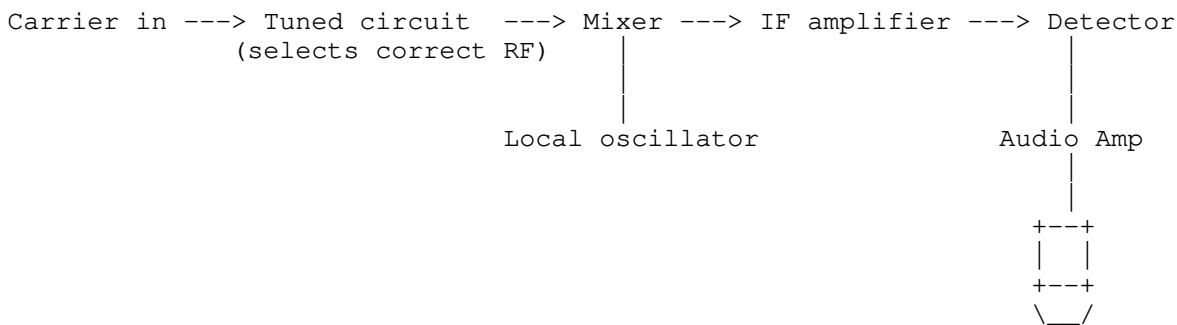 Carrier in ---> Tuned circuit ---> Mixer ---> IF amplifier ---> Detector
(selects correct RF)
Local oscillator Audio Amp